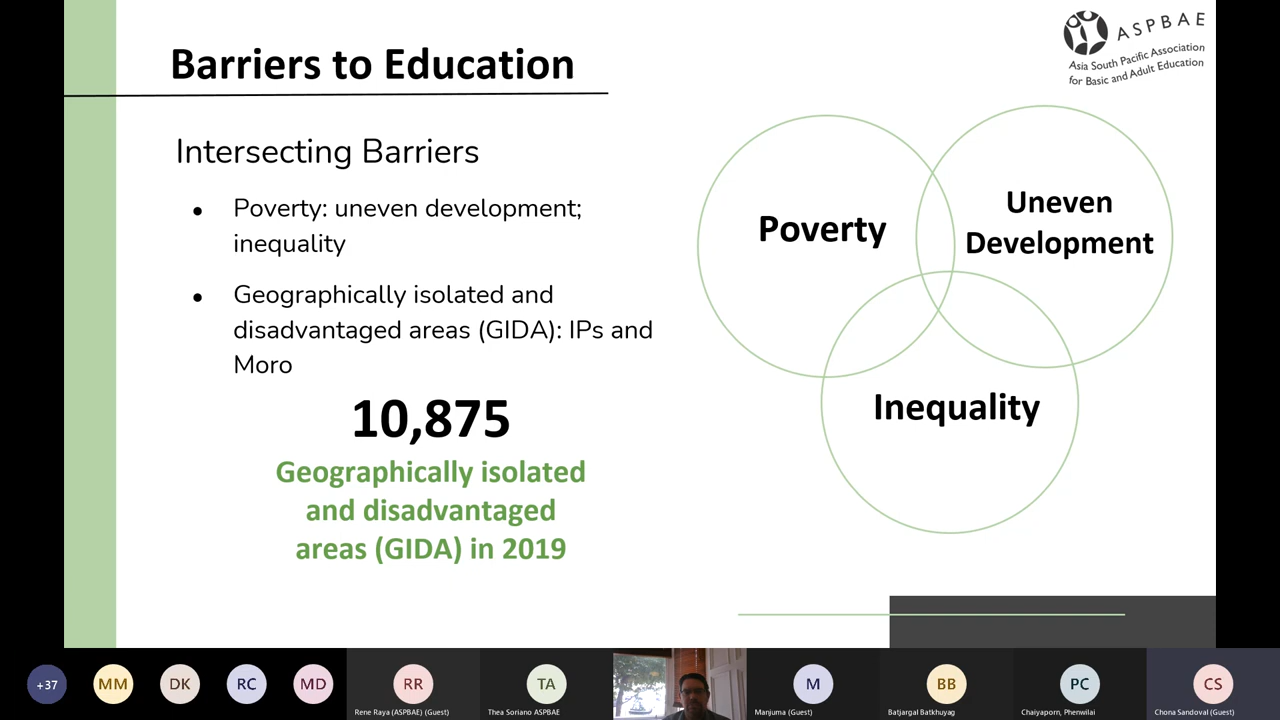 Barriers to Education
ASPBAE
Asia South Pacific Association
for Basic and Adult Education
Intersecting Barriers
● Poverty: uneven development;
inequality
● Geographically isolated and
disadvantaged areas (GIDA): IPs and
Moro
10,875
Geographically isolated
and disadvantaged
areas (GIDA) in 2019
Poverty
Uneven
Development
Inequality
+37
MM
DK
RC
MD
RR
Rene Raya (ASPBAE) (Guest)
TA
Thea Soriano ASPBAE
M
Manjuma (Guest)
BB
Batjargal Batkhuyag
PC
Chaiyaporn, Phenwilai
CS
Chona Sandoval (Guest)